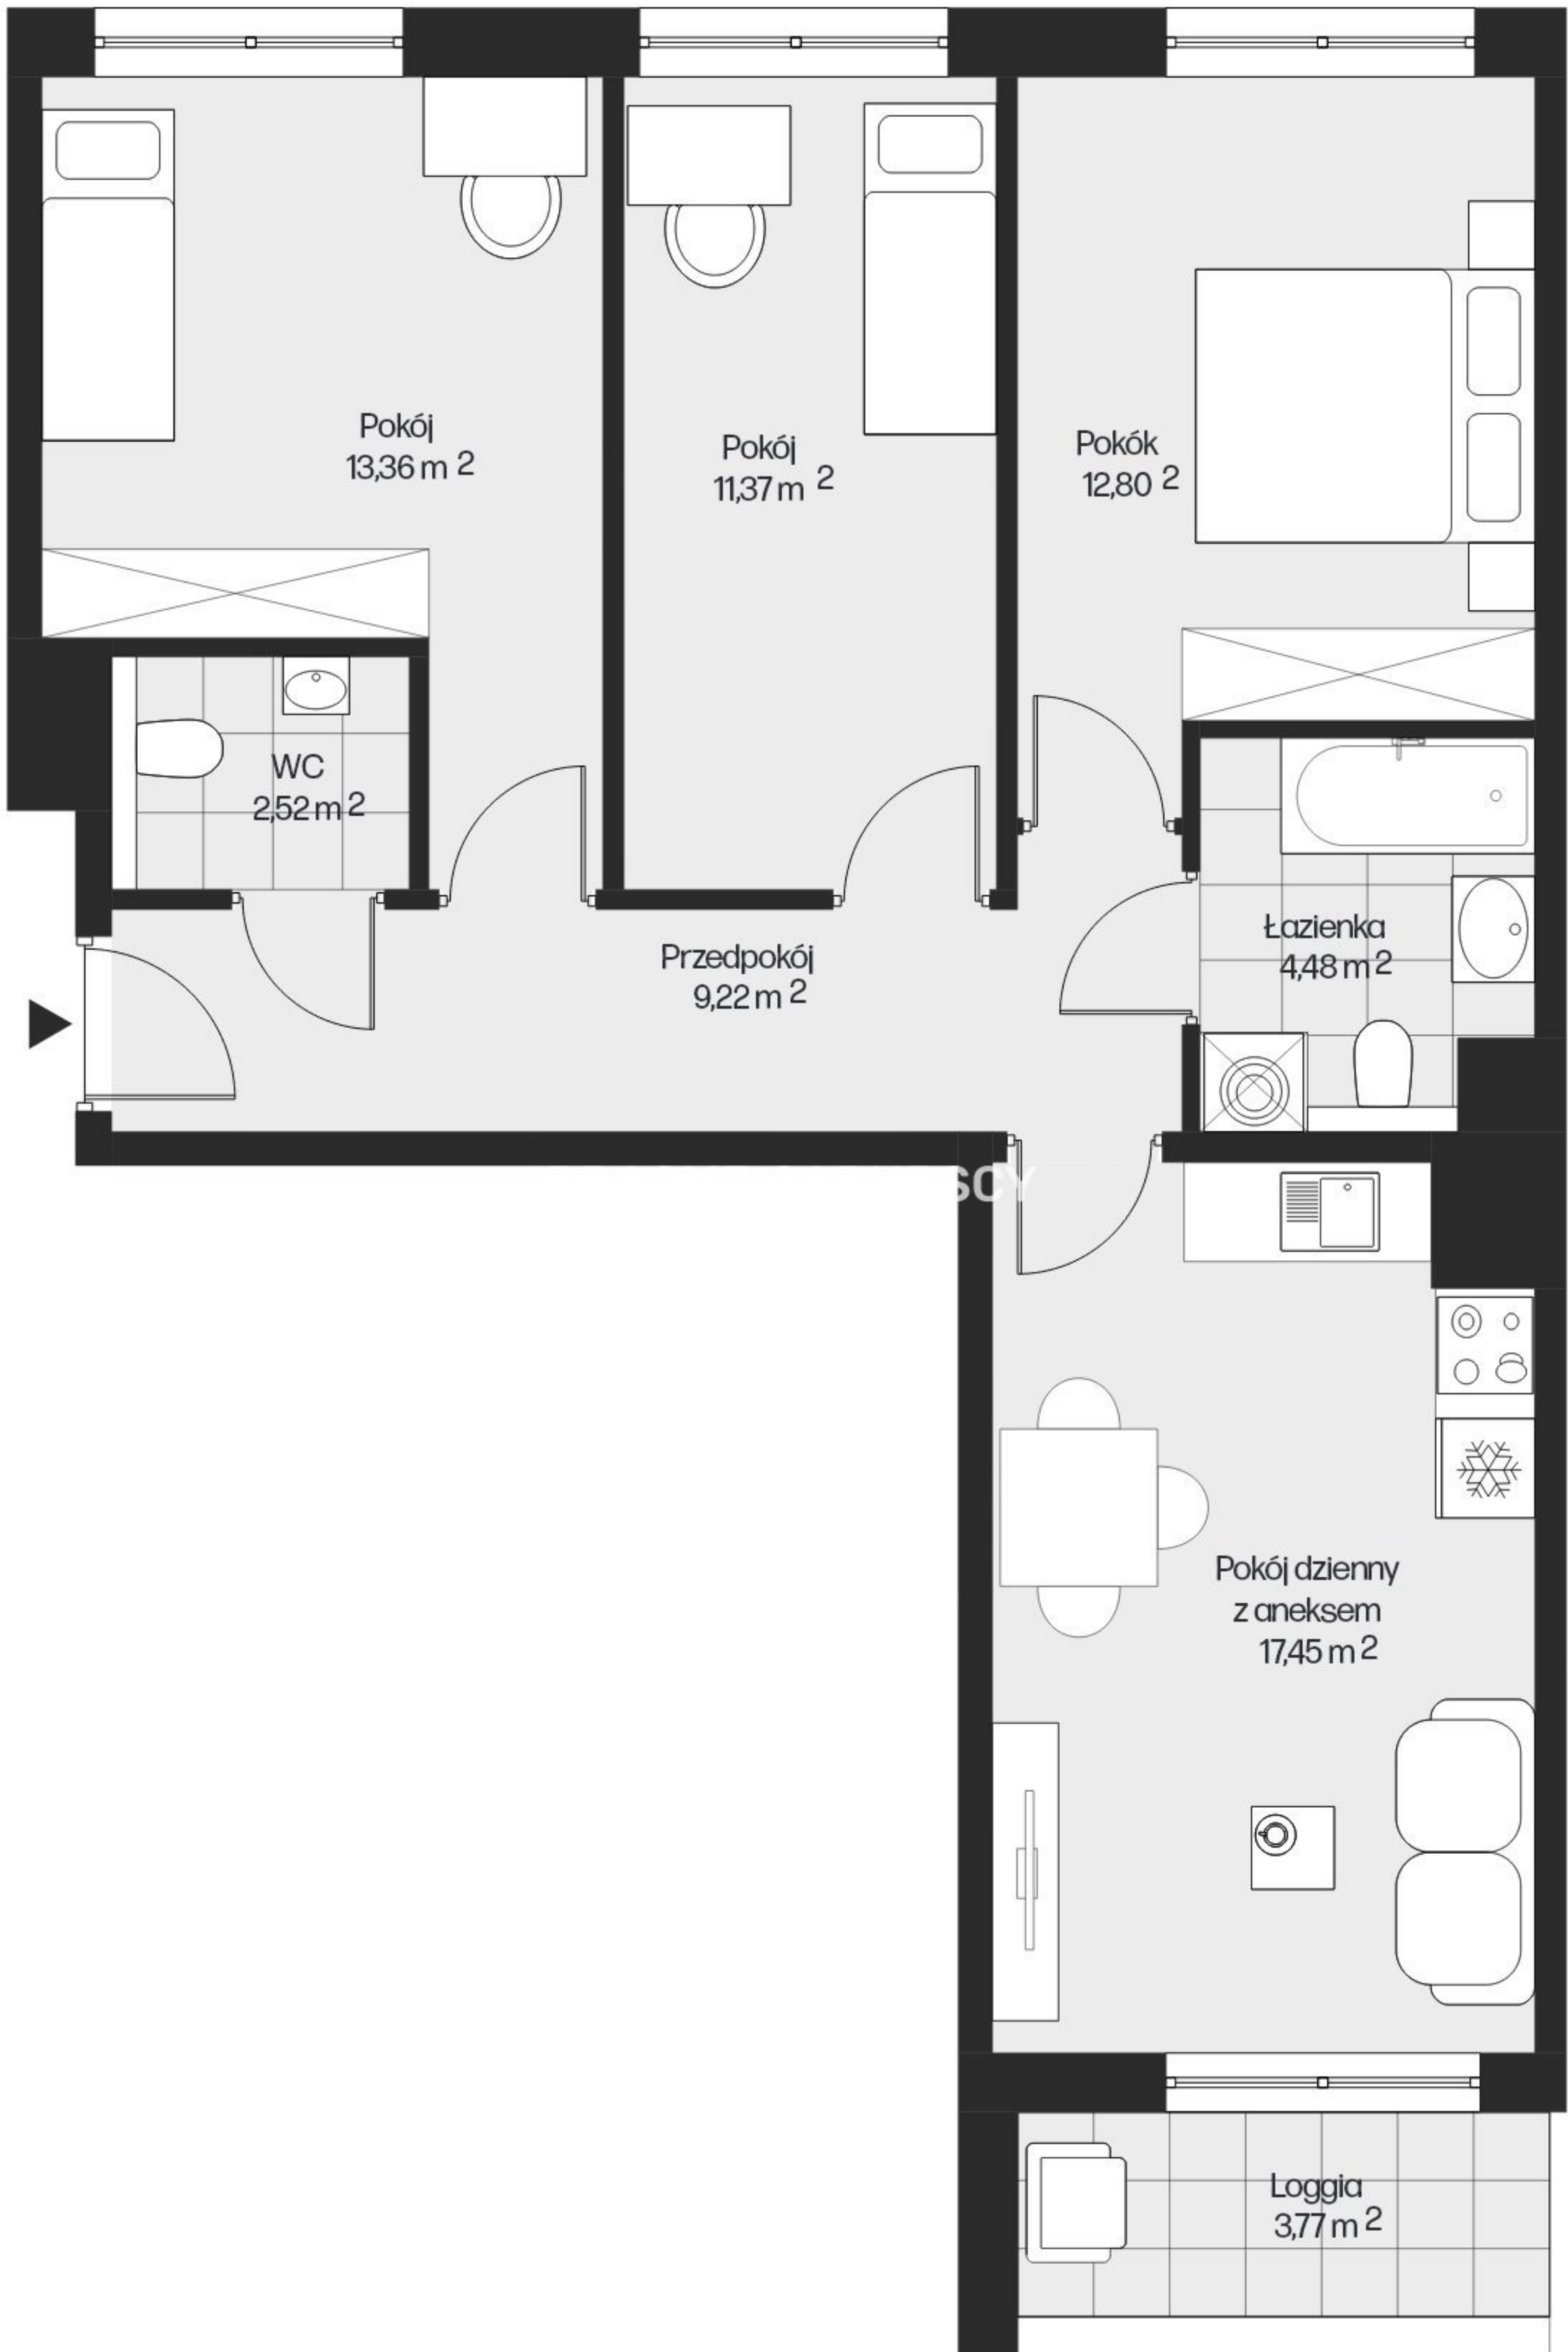 Pokój
13,36 m 2
Pokój
11,37 m 2
Pokók
12,80 2
WC
2,52 m 2
Łazienka
4,48 m 2
Przedpokój
9,22 m 2
Pokój dzienny
z aneksem
17,45 m 2
Loggia
3,77 m 2